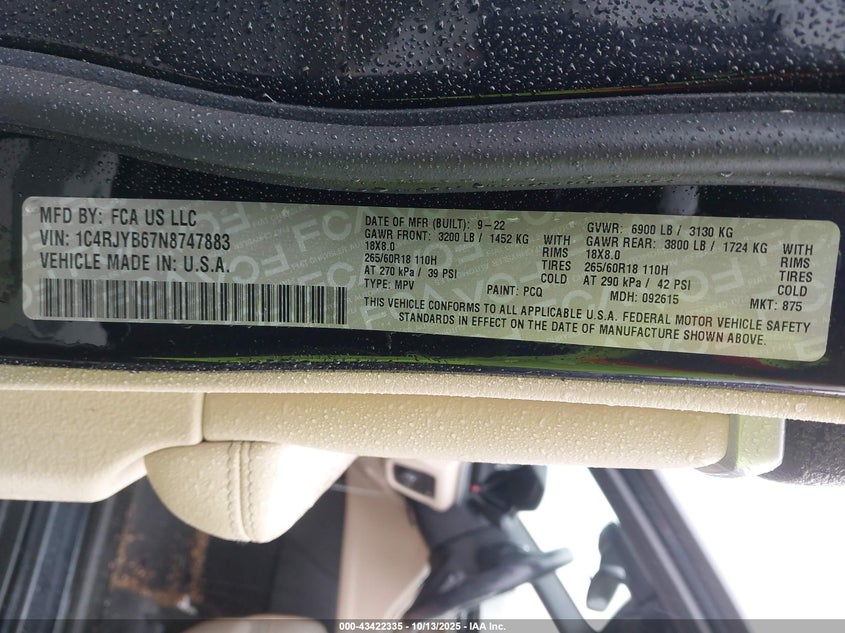 MFD BY: FCA US LLC
VIN: 1C4RJYB67N8747883
VEHICLE MADE IN: U.S.A.
DATE OF MFR (BUILT): 9-22 GVWR: 6900 LB / 3130 KG
GAWR FRONT: 3200 LB / 1452 KG WITH GAWR REAR: 3800 LB / 1724 KG WITH
18X8.0 RIMS 18X8.0 RIMS
265/60R18 110H TIRES 265/60R18 110H TIRES
AT 270 kPa / 39 PSI COLD AT 290 kPa / 42 PSI COLD
TYPE: MPV PAINT: PCQ MDH: 092615 MKT: 875
THIS VEHICLE CONFORMS TO ALL APPLICABLE U.S.A. FEDERAL MOTOR VEHICLE SAFETY
STANDARDS IN EFFECT ON THE DATE OF MANUFACTURE SHOWN ABOVE.
000-43422335 - 10/13/2025 - IAA Inc.